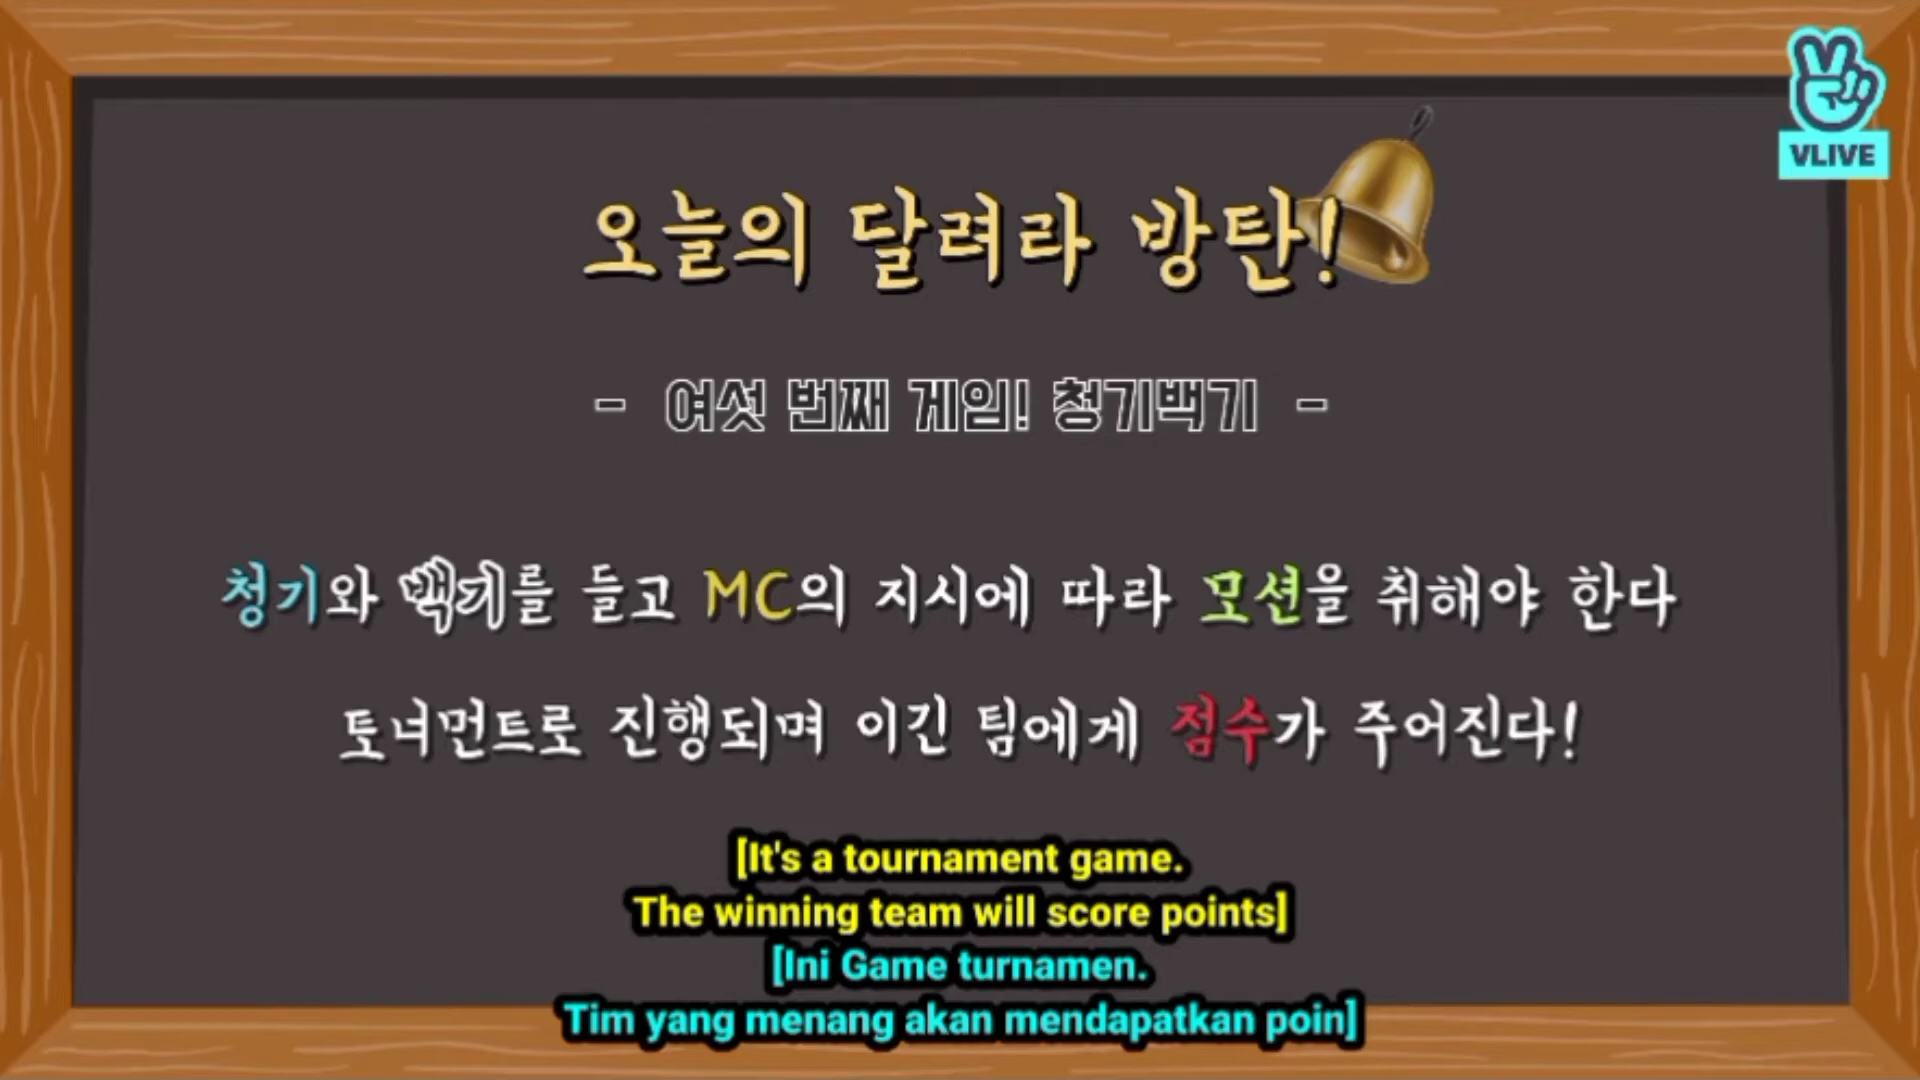 VLIVE
오늘의 달려라 방탄!
- 여섯 번째 게임! 청기백기 -
청기와 백기를 들고 MC의 지시에 따라 모션을 취해야 한다
토너먼트로 진행되며 이긴 팀에게 점수가 주어진다!
[It's a tournament game.
The winning team will score points]
[Ini Game turnamen.
Tim yang menang akan mendapatkan poin]